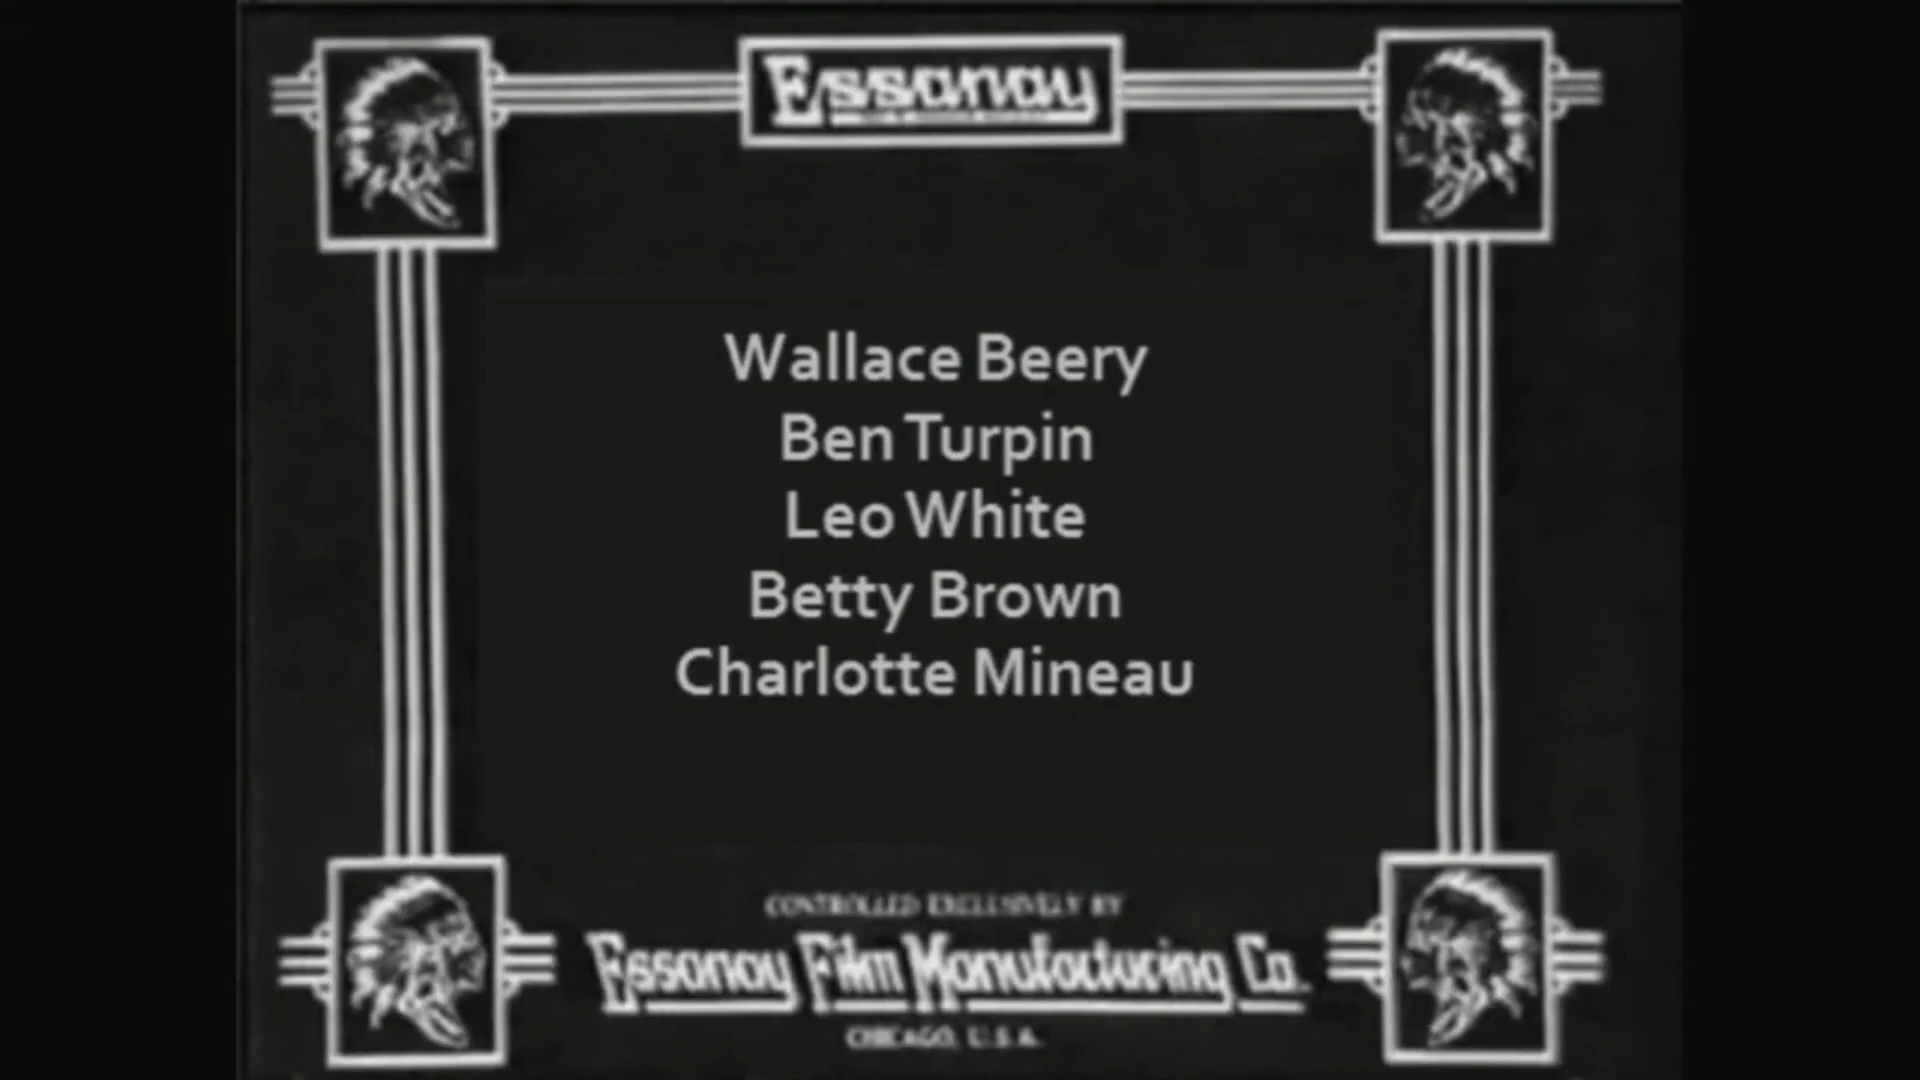 Essanay
Wallace Beery
Ben Turpin
Leo White
Betty Brown
Charlotte Mineau
CONTROLLED EXCLUSIVELY BY
Essanay Film Manufacturing Co.
CHICAGO, U.S.A.